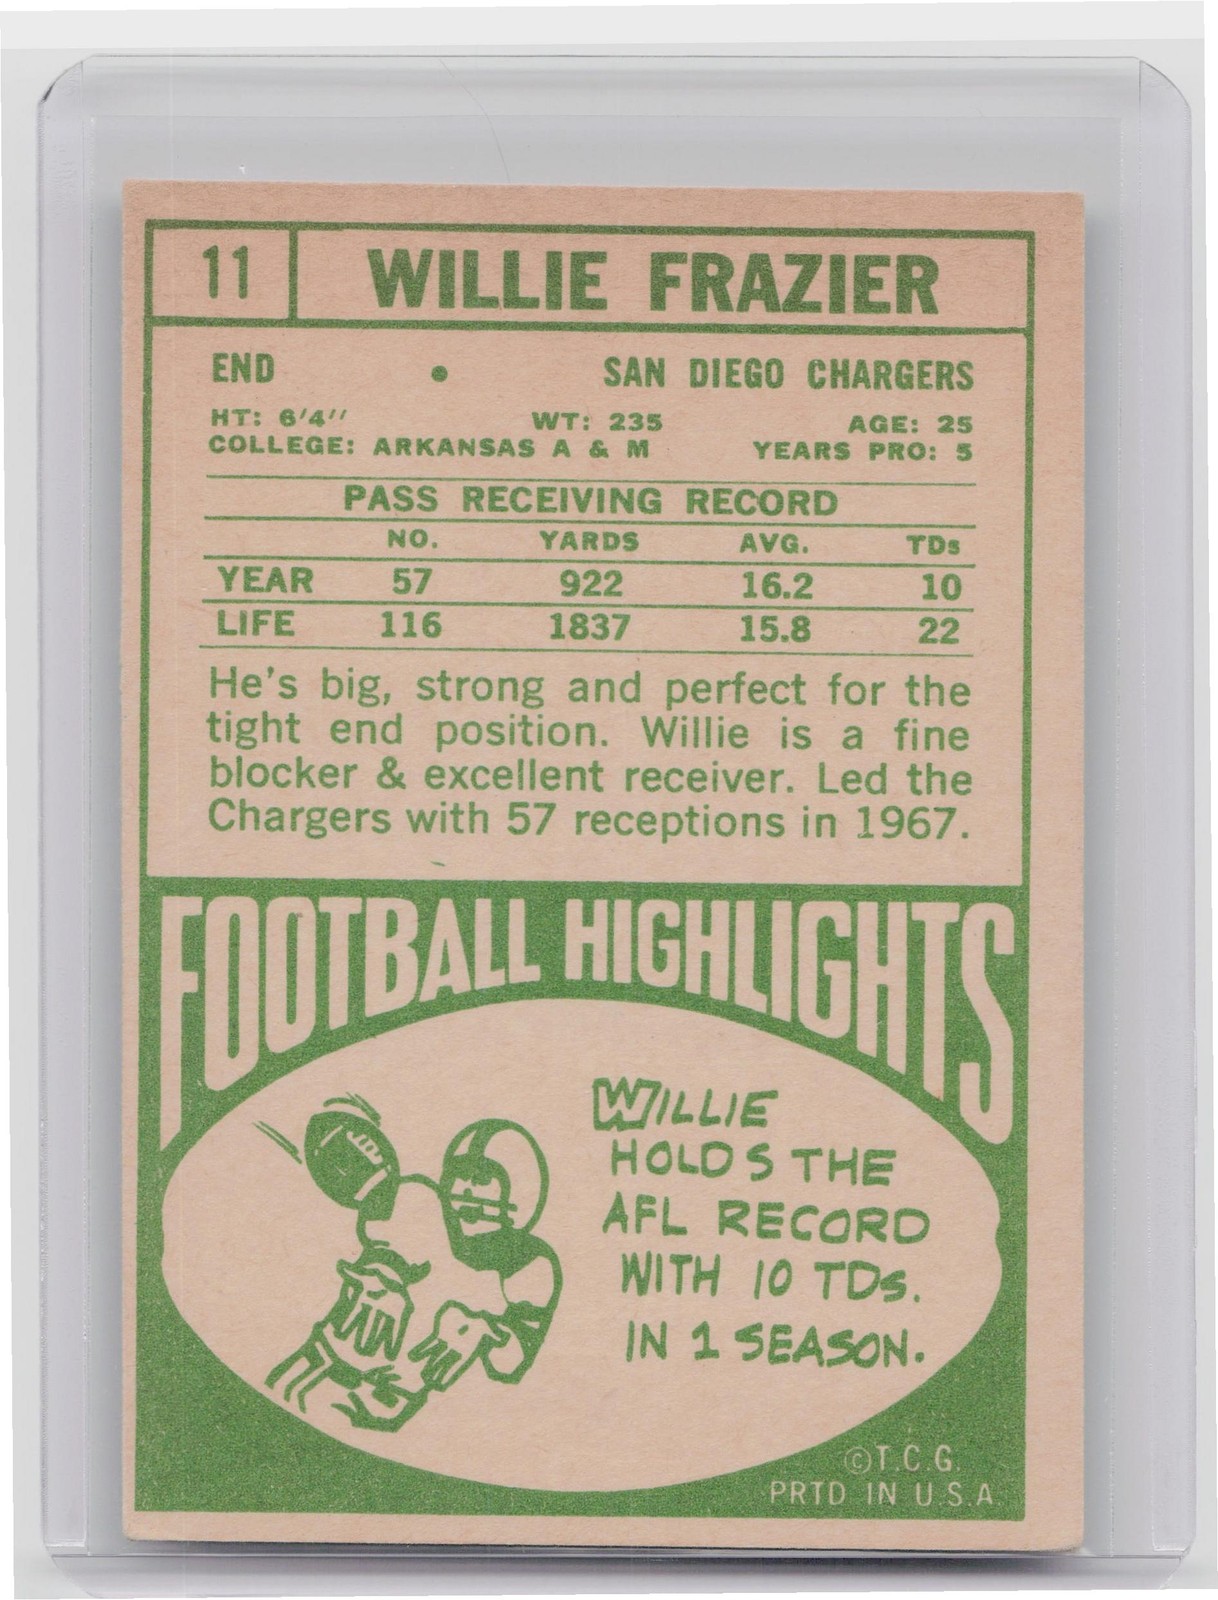 11 WILLIE FRAZIER
END • SAN DIEGO CHARGERS
HT: 6'4'' WT: 235 AGE: 25
COLLEGE: ARKANSAS A & M YEARS PRO: 5
PASS RECEIVING RECORD
NO. YARDS AVG. TDs
YEAR 57 922 16.2 10
LIFE 116 1837 15.8 22
He's big, strong and perfect for the
tight end position. Willie is a fine
blocker & excellent receiver. Led the
Chargers with 57 receptions in 1967.
FOOTBALL HIGHLIGHTS
WILLIE
HOLDS THE
AFL RECORD
WITH 10 TDs.
IN 1 SEASON.
©T.C.G.
PRTD IN U.S.A.